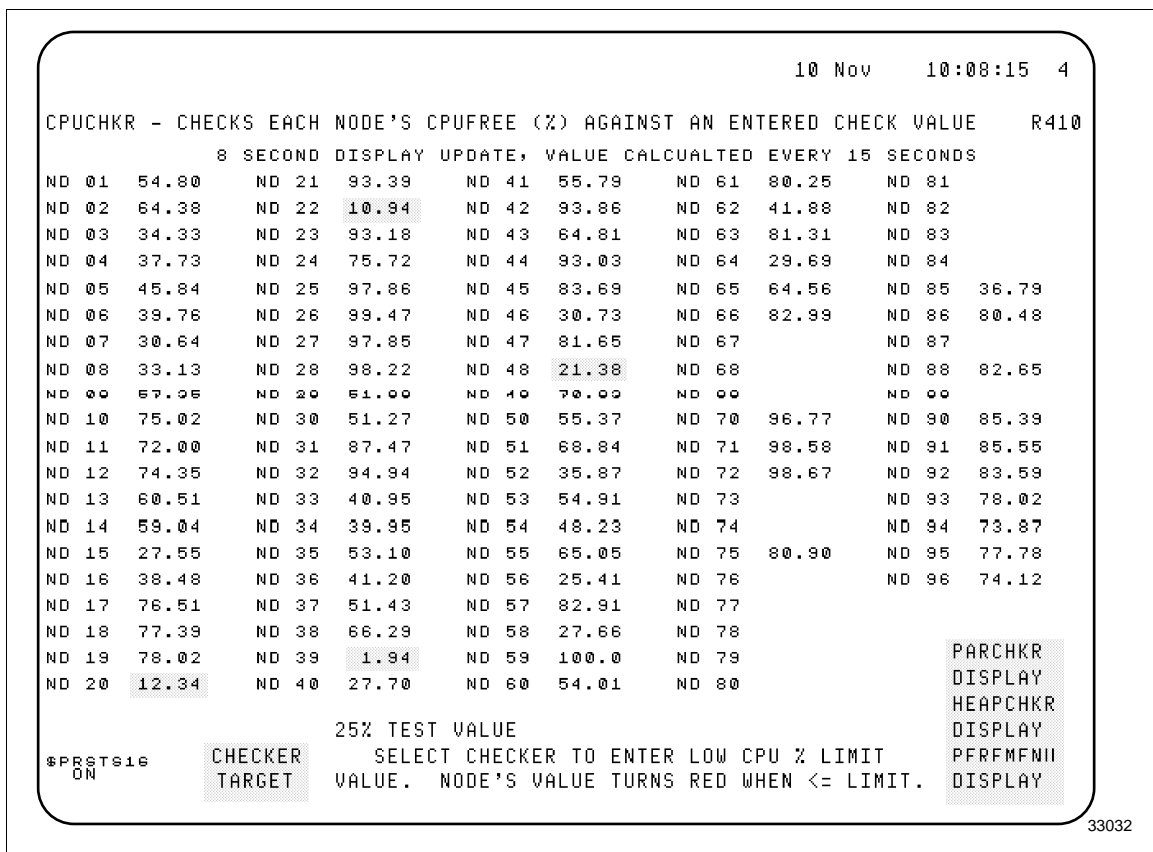 10 Nov 10:08:15 4
CPUCHKR - CHECKS EACH NODE'S CPUFREE (%) AGAINST AN ENTERED CHECK VALUE R410
8 SECOND DISPLAY UPDATE, VALUE CALCUALTED EVERY 15 SECONDS
ND 01 54.80 ND 21 93.39 ND 41 55.79 ND 61 80.25 ND 81
ND 02 64.38 ND 22 10.94 ND 42 93.86 ND 62 41.88 ND 82
ND 03 34.33 ND 23 93.18 ND 43 64.81 ND 63 81.31 ND 83
ND 04 37.73 ND 24 75.72 ND 44 93.03 ND 64 29.69 ND 84
ND 05 45.84 ND 25 97.86 ND 45 83.69 ND 65 64.56 ND 85 36.79
ND 06 39.76 ND 26 99.47 ND 46 30.73 ND 66 82.99 ND 86 80.48
ND 07 30.64 ND 27 97.85 ND 47 81.65 ND 67 ND 87
ND 08 33.13 ND 28 98.22 ND 48 21.38 ND 68 ND 88 82.65
ND ND ND ND ND
ND 10 75.02 ND 30 51.27 ND 50 55.37 ND 70 96.77 ND 90 85.39
ND 11 72.00 ND 31 87.47 ND 51 68.84 ND 71 98.58 ND 91 85.55
ND 12 74.35 ND 32 94.94 ND 52 35.87 ND 72 98.67 ND 92 83.59
ND 13 60.51 ND 33 40.95 ND 53 54.91 ND 73 ND 93 78.02
ND 14 59.04 ND 34 39.95 ND 54 48.23 ND 74 ND 94 73.87
ND 15 27.55 ND 35 53.10 ND 55 65.05 ND 75 80.90 ND 95 77.78
ND 16 38.48 ND 36 41.20 ND 56 25.41 ND 76 ND 96 74.12
ND 17 76.51 ND 37 51.43 ND 57 82.91 ND 77
ND 18 77.39 ND 38 66.29 ND 58 27.66 ND 78
ND 19 78.02 ND 39 1.94 ND 59 100.0 ND 79
ND 20 12.34 ND 40 27.70 ND 60 54.01 ND 80
PARCHKR
DISPLAY
HEAPCHKR
DISPLAY
PERFMENU
DISPLAY
25% TEST VALUE
$PRSTS16
ON
CHECKER
TARGET
SELECT CHECKER TO ENTER LOW CPU % LIMIT
VALUE. NODE'S VALUE TURNS RED WHEN <= LIMIT.
33032